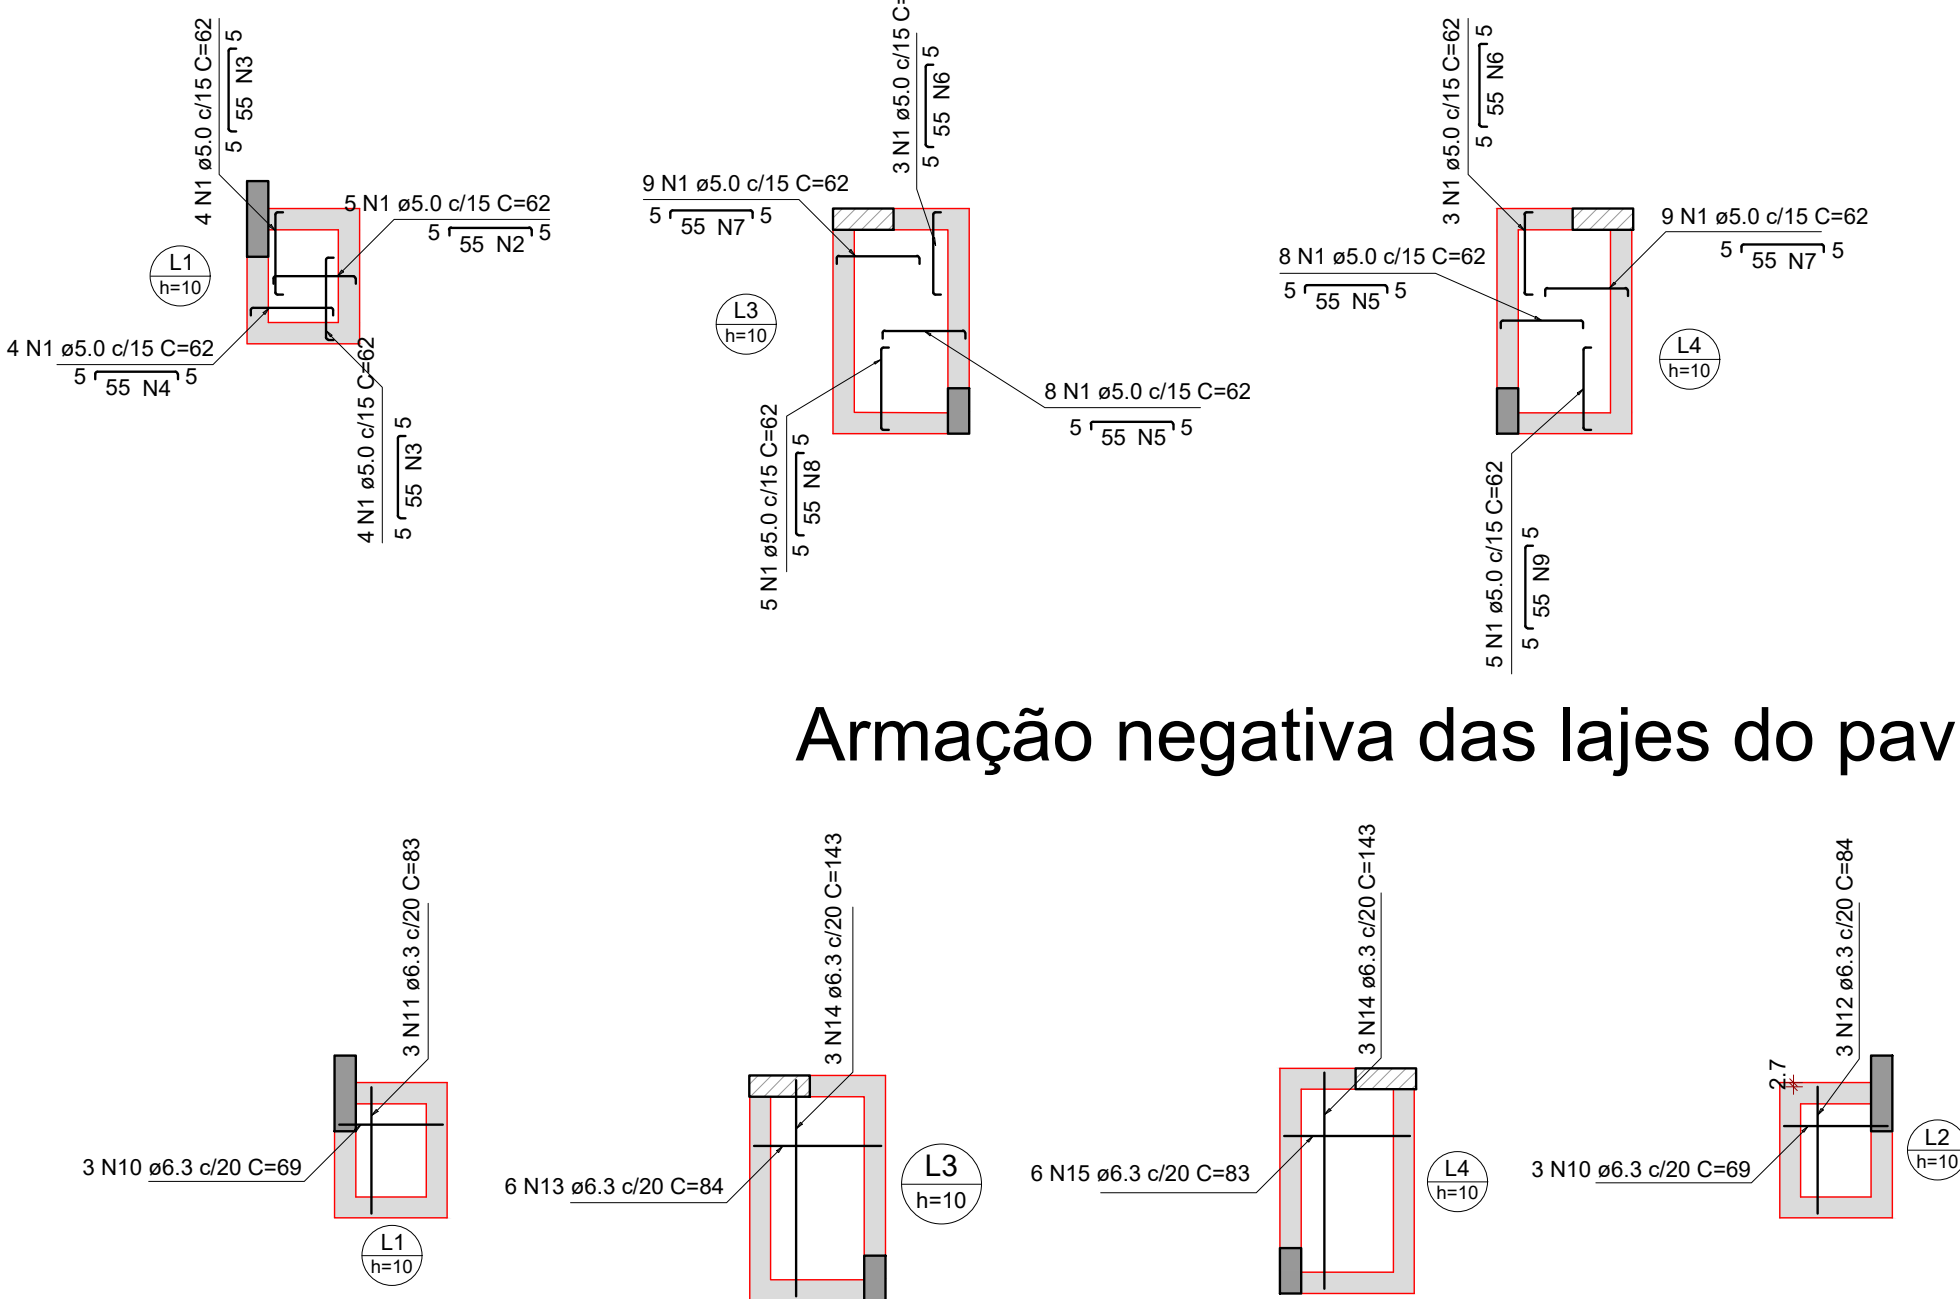 4 N1 ø5.0 c/15 C=62
5 55 N3 5
5 N1 ø5.0 c/15 C=62
5 55 N2 5
L1
h=10
4 N1 ø5.0 c/15 C=62
5 55 N4 5
4 N1 ø5.0 c/15 C=62
5 55 N3 5
3 N1 ø5.0 c/15 C=
5 55 N6 5
9 N1 ø5.0 c/15 C=62
5 55 N7 5
L3
h=10
8 N1 ø5.0 c/15 C=62
5 55 N5 5
5 N1 ø5.0 c/15 C=62
5 55 N8 5
3 N1 ø5.0 c/15 C=62
5 55 N6 5
9 N1 ø5.0 c/15 C=62
5 55 N7 5
8 N1 ø5.0 c/15 C=62
5 55 N5 5
L4
h=10
5 N1 ø5.0 c/15 C=62
5 55 N9 5
Armação negativa das lajes do pav
3 N11 ø6.3 c/20 C=83
3 N10 ø6.3 c/20 C=69
L1
h=10
3 N14 ø6.3 c/20 C=143
6 N13 ø6.3 c/20 C=84
L3
h=10
3 N14 ø6.3 c/20 C=143
6 N15 ø6.3 c/20 C=83
L4
h=10
3 N12 ø6.3 c/20 C=84
2.7
3 N10 ø6.3 c/20 C=69
L2
h=10